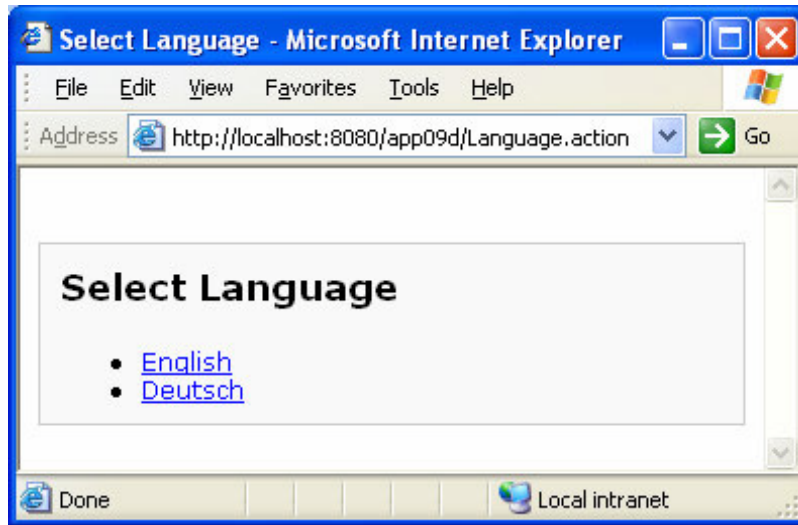 Select Language - Microsoft Internet Explorer
File Edit View Favorites Tools Help
Address http://localhost:8080/app09d/Language.action Go
Select Language
English
Deutsch
Done Local intranet